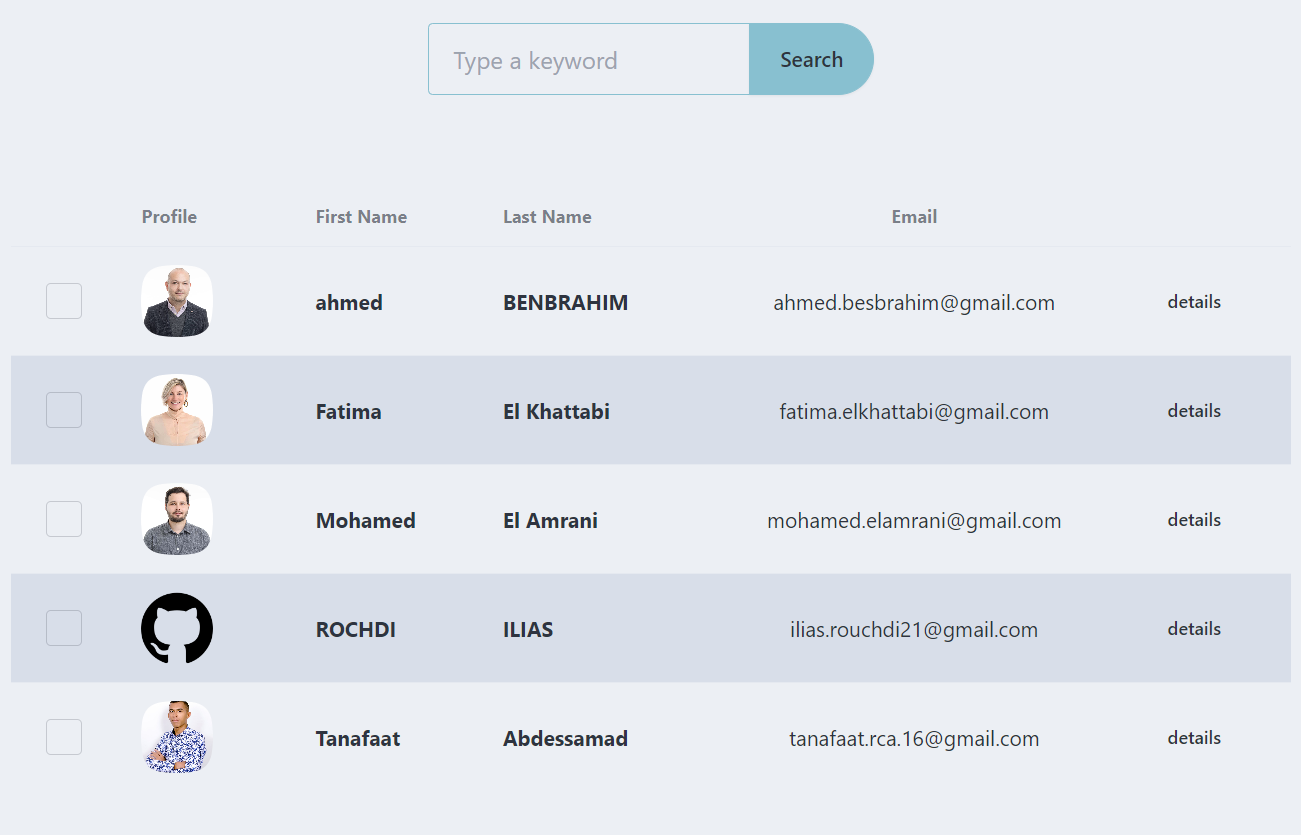 Type a keyword Search
Profile First Name Last Name Email
ahmed BENBRAHIM ahmed.besbrahim@gmail.com details
Fatima El Khattabi fatima.elkhattabi@gmail.com details
Mohamed El Amrani mohamed.elamrani@gmail.com details
ROCHDI ILIAS ilias.rouchdi21@gmail.com details
Tanafaat Abdessamad tanafaat.rca.16@gmail.com details